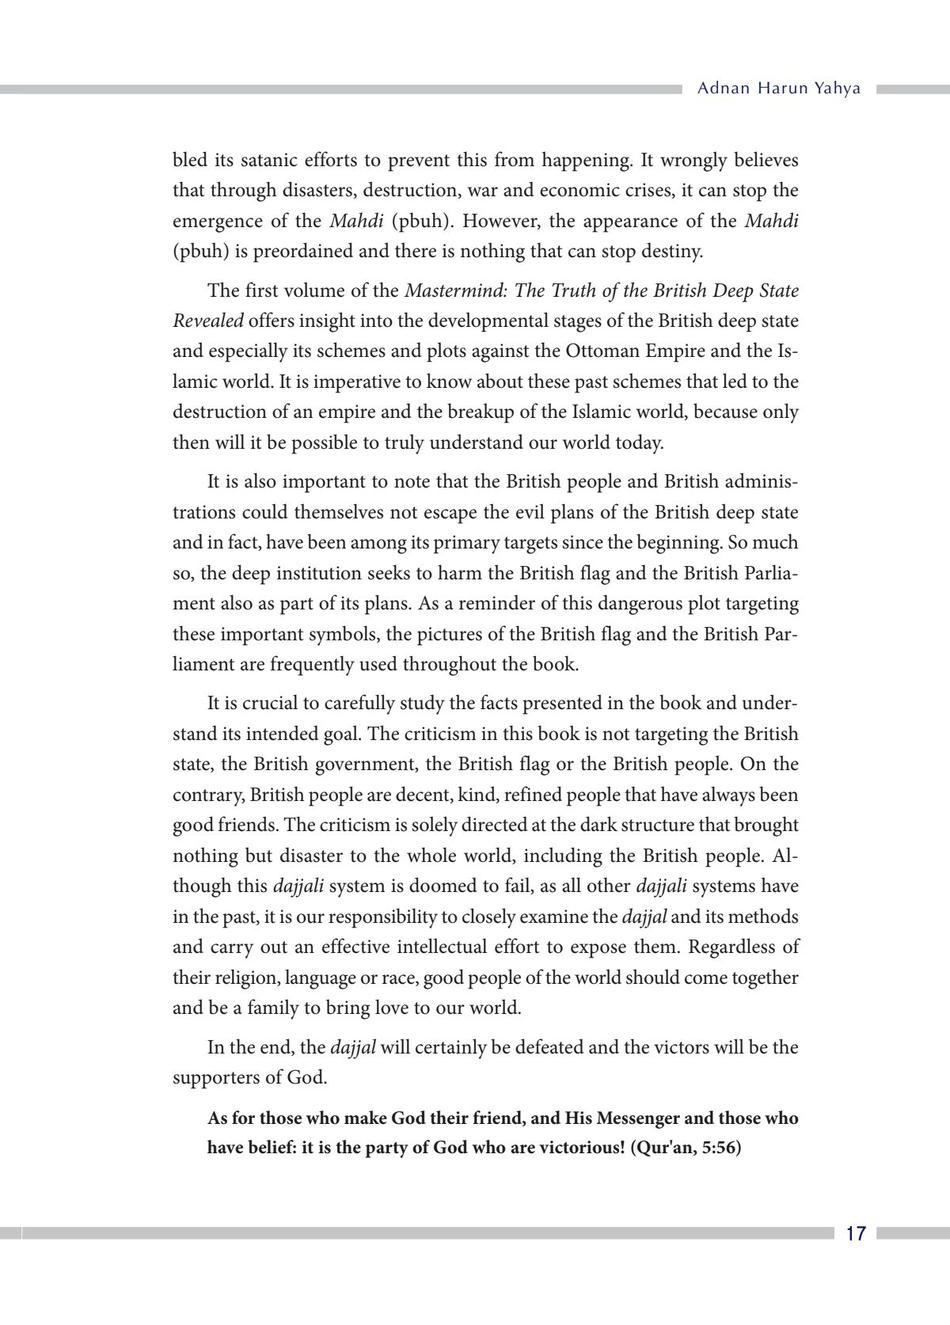 Adnan Harun Yahya
bled its satanic efforts to prevent this from happening. It wrongly believes
that through disasters, destruction, war and economic crises, it can stop the
emergence of the Mahdi (pbuh). However, the appearance of the Mahdi
(pbuh) is preordained and there is nothing that can stop destiny.
The first volume of the Mastermind: The Truth of the British Deep State
Revealed offers insight into the developmental stages of the British deep state
and especially its schemes and plots against the Ottoman Empire and the Is-
lamic world. It is imperative to know about these past schemes that led to the
destruction of an empire and the breakup of the Islamic world, because only
then will it be possible to truly understand our world today.
It is also important to note that the British people and British adminis-
trations could themselves not escape the evil plans of the British deep state
and in fact, have been among its primary targets since the beginning. So much
so, the deep institution seeks to harm the British flag and the British Parlia-
ment also as part of its plans. As a reminder of this dangerous plot targeting
these important symbols, the pictures of the British flag and the British Par-
liament are frequently used throughout the book.
It is crucial to carefully study the facts presented in the book and under-
stand its intended goal. The criticism in this book is not targeting the British
state, the British government, the British flag or the British people. On the
contrary, British people are decent, kind, refined people that have always been
good friends. The criticism is solely directed at the dark structure that brought
nothing but disaster to the whole world, including the British people. Al-
though this dajjali system is doomed to fail, as all other dajjali systems have
in the past, it is our responsibility to closely examine the dajjal and its methods
and carry out an effective intellectual effort to expose them. Regardless of
their religion, language or race, good people of the world should come together
and be a family to bring love to our world.
In the end, the dajjal will certainly be defeated and the victors will be the
supporters of God.
As for those who make God their friend, and His Messenger and those who
have belief: it is the party of God who are victorious! (Qur'an, 5:56)
17